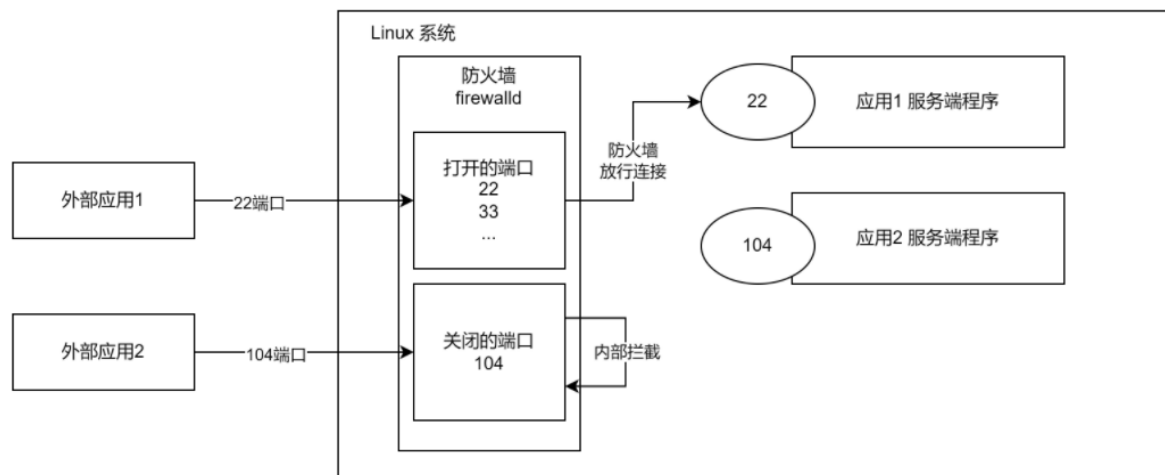 Linux 系统
防火墙
firewalld
打开的端口
22
33
...
关闭的端口
104
外部应用1
22端口
外部应用2
104端口
防火墙
放行连接
内部拦截
22
应用1 服务端程序
104
应用2 服务端程序